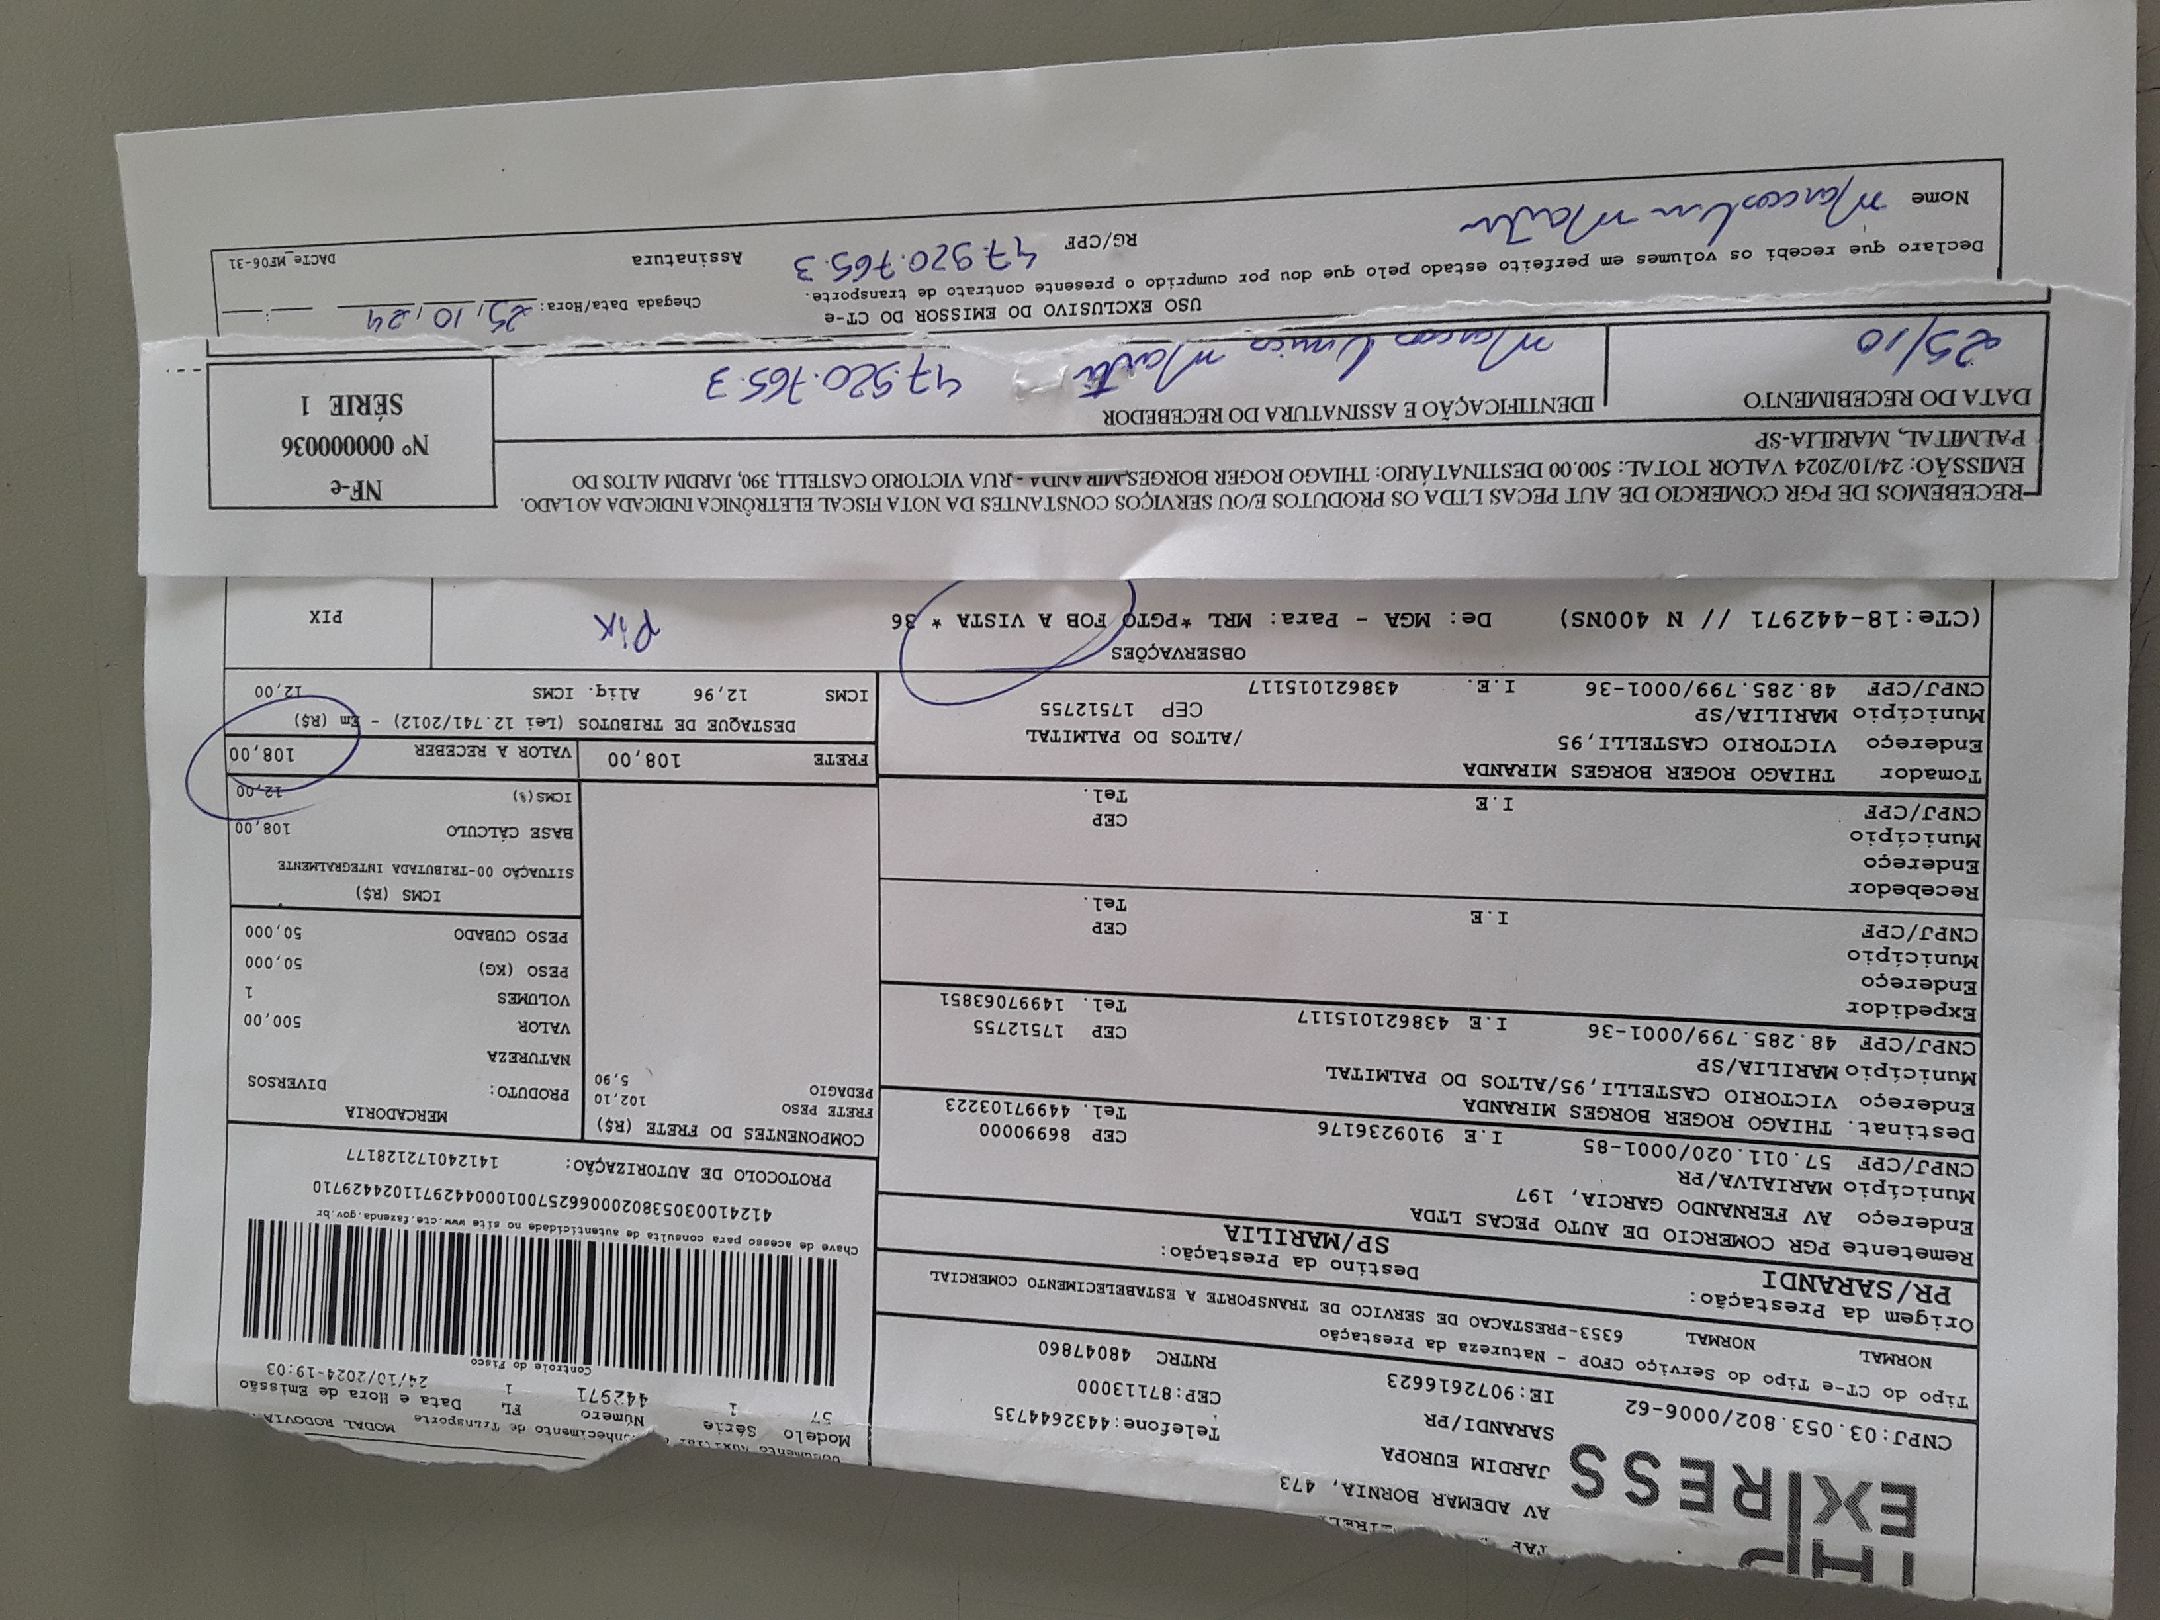 EXPRESS
AV ADEMAR BORNIA, 473
JARDIM EUROPA
SARANDI/PR
CNPJ:03.053.802/0006-62
IE:9072616623
Telefone:4432644735
CEP:87113000
RNTRC 48047860
Conhecimento de Transporte MODAL RODOVIA
Modelo Série Número FL Data e Hora de Emissão
57 1 442971 1 24/10/2024-19:03
Controle do Fisco
Chave de acesso para consulta de autenticidade no site www.cte.fazenda.gov.br
41241003053802000662570010004429711024429710
PROTOCOLO DE AUTORIZAÇÃO: 141240172128177
Tipo do CT-e Tipo do Serviço CFOP - Natureza da Prestação
NORMAL NORMAL 6353-PRESTACAO DE SERVICO DE TRANSPORTE A ESTABELECIMENTO COMERCIAL
Origem da Prestação: Destino da Prestação:
PR/SARANDI SP/MARILIA
Remetente PGR COMERCIO DE AUTO PECAS LTDA
Endereço AV FERNANDO GARCIA, 197
Município MARIALVA/PR CEP 86990000
CNPJ/CPF 57.011.020/0001-85 I.E 9109236176 Tel. 44997103223
Destinat. THIAGO ROGER BORGES MIRANDA
Endereço VICTORIO CASTELLI,95/ALTOS DO PALMITAL
Município MARILIA/SP CEP 17512755
CNPJ/CPF 48.285.799/0001-36 I.E 43862101511​7 Tel. 14997063851
Expedidor
Endereço
Município CEP
CNPJ/CPF I.E Tel.
Recebedor
Endereço
Município CEP
CNPJ/CPF I.E Tel.
Tomador THIAGO ROGER BORGES MIRANDA
Endereço VICTORIO CASTELLI,95 /ALTOS DO PALMITAL
Município MARILIA/SP CEP 17512755
CNPJ/CPF 48.285.799/0001-36 I.E. 438621015117
COMPONENTES DO FRETE (R$)
FRETE PESO 102,10
PEDAGIO 5,90
MERCADORIA
PRODUTO: DIVERSOS
NATUREZA
VALOR 500,00
VOLUMES 1
PESO (KG) 50,000
PESO CUBADO 50,000
ICMS (R$)
SITUAÇÃO 00-TRIBUTADA INTEGRALMENTE
BASE CÁLCULO 108,00
ICMS(%) 12,00
FRETE 108,00 VALOR A RECEBER 108,00
DESTAQUE DE TRIBUTOS (Lei 12.741/2012) - Em (R$)
ICMS 12,96 Aliq. ICMS 12,00
OBSERVAÇÕES
(CTe:18-442971 // N 400NS) De: MGA - Para: MRL *PGTO FOB A VISTA * 36
Pix
PIX
RECEBEMOS DE PGR COMERCIO DE AUT PECAS LTDA OS PRODUTOS E/OU SERVIÇOS CONSTANTES DA NOTA FISCAL ELETRÔNICA INDICADA AO LADO.
EMISSÃO: 24/10/2024 VALOR TOTAL: 500.00 DESTINATÁRIO: THIAGO ROGER BORGES MIRANDA - RUA VICTORIO CASTELLI, 390, JARDIM ALTOS DO
PALMITAL, MARILIA-SP
NF-e
Nº 000000036
SÉRIE 1
DATA DO RECEBIMENTO IDENTIFICAÇÃO E ASSINATURA DO RECEBEDOR
25/10 47.920.765.3
USO EXCLUSIVO DO EMISSOR DO CT-e
Declaro que recebi os volumes em perfeito estado pelo que dou por cumprido o presente contrato de transporte.
Chegada Data/Hora: 25/10/24
Nome RG/CPF 47.920.765.3 Assinatura
DACTe_MF06-31